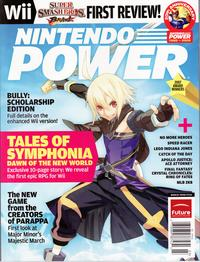 Wii
SUPER
SMASH BROS.
BRAWL
FIRST REVIEW!
NINTENDO
POWER
BULLY:
SCHOLARSHIP
EDITION
Full details on the
enhanced Wii version!
TALES OF
SYMPHONIA
DAWN OF THE NEW WORLD
Exclusive 10-page story: We reveal
the first epic RPG for Wii
THE NEW
GAME
from the
CREATORS
OF PARAPPA
First look at
Major Minor's
Majestic March
+
NO MORE HEROES
SPEED RACER
LEGO INDIANA JONES
CATCH OF THE DAY
APOLLO JUSTICE:
ACE ATTORNEY
FINAL FANTASY
CRYSTAL CHRONICLES:
RING OF FATES
MLB 2K8
future